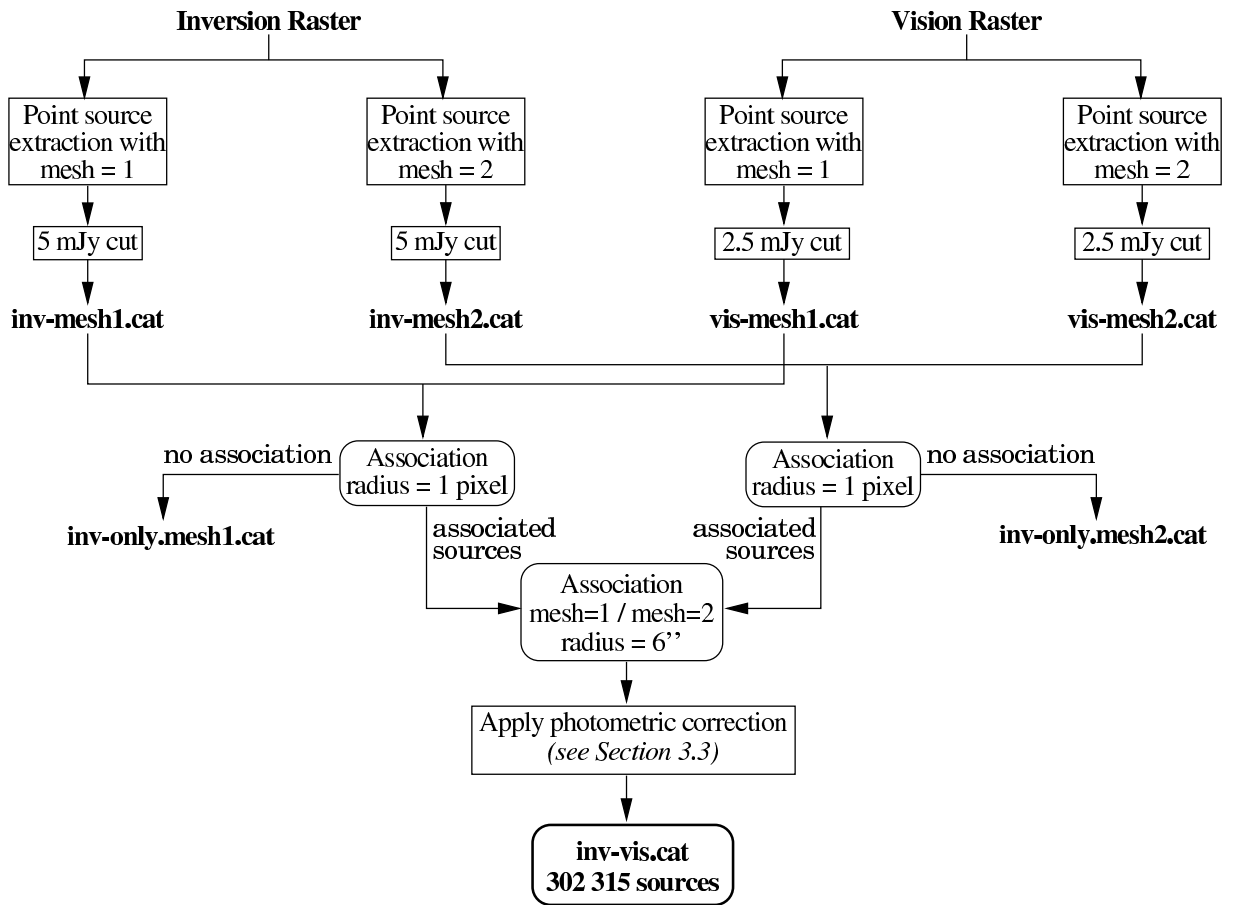 Inversion Raster
Vision Raster
Point source
extraction with
mesh = 1
Point source
extraction with
mesh = 2
Point source
extraction with
mesh = 1
Point source
extraction with
mesh = 2
5 mJy cut
5 mJy cut
2.5 mJy cut
2.5 mJy cut
inv-mesh1.cat
inv-mesh2.cat
vis-mesh1.cat
vis-mesh2.cat
no association
Association
radius = 1 pixel
Association
radius = 1 pixel
no association
inv-only.mesh1.cat
associated
sources
associated
sources
inv-only.mesh2.cat
Association
mesh=1 / mesh=2
radius = 6’’
Apply photometric correction
(see Section 3.3)
inv-vis.cat
302 315 sources